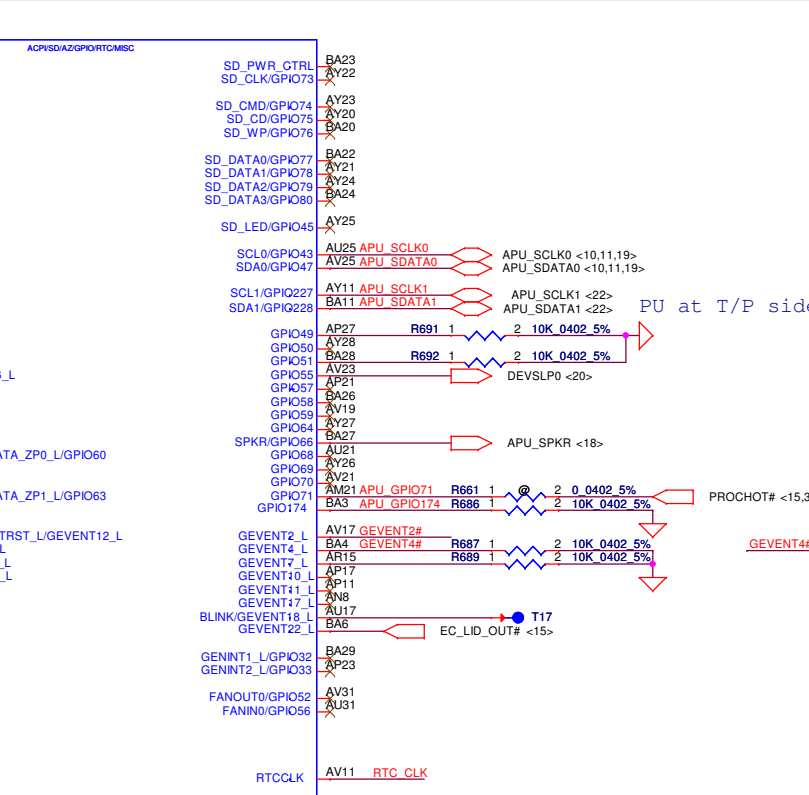 ACPI/SD/AZ/GPIO/RTC/MISC
SD_PWR_CTRL BA23
SD_CLK/GPIO73 AY22
SD_CMD/GPIO74 AY23
SD_CD/GPIO75 AY20
SD_WP/GPIO76 BA20
SD_DATA0/GPIO77 BA22
SD_DATA1/GPIO78 AY21
SD_DATA2/GPIO79 AY24
SD_DATA3/GPIO80 BA24
SD_LED/GPIO45 AY25
SCL0/GPIO43 AU25 APU_SCLK0 APU_SCLK0 <10,11,19>
SDA0/GPIO47 AV25 APU_SDATA0 APU_SDATA0 <10,11,19>
SCL1/GPIO227 AY11 APU_SCLK1 APU_SCLK1 <22>
SDA1/GPIO228 BA11 APU_SDATA1 APU_SDATA1 <22>
PU at T/P side
GPIO49 AP27 R691 1 2 10K_0402_5%
GPIO50 AY28
GPIO51 BA28 R692 1 2 10K_0402_5%
_L GPIO55 AV23 DEVSLP0 <20>
GPIO57 AP21
GPIO58 BA26
GPIO59 AV19
GPIO64 AY27
SPKR/GPIO66 BA27 APU_SPKR <18>
ATA_ZP0_L/GPIO60 GPIO68 AU21
GPIO69 AY26
GPIO70 AV21
ATA_ZP1_L/GPIO63 GPIO71 AM21 APU_GPIO71 R661 1 @ 2 0_0402_5% PROCHOT# <15,3
GPIO174 BA3 APU_GPIO174 R686 1 2 10K_0402_5%
TRST_L/GEVENT12_L GEVENT2_L AV17 GEVENT2#
L GEVENT4_L BA4 GEVENT4# R687 1 2 10K_0402_5% GEVENT4#
_L GEVENT7_L AR15 R689 1 2 10K_0402_5%
_L GEVENT10_L AP17
GEVENT11_L AP11
GEVENT17_L AN8
BLINK/GEVENT18_L AU17 T17
GEVENT22_L BA6 EC_LID_OUT# <15>
GENINT1_L/GPIO32 BA29
GENINT2_L/GPIO33 AP23
FANOUT0/GPIO52 AV31
FANIN0/GPIO56 AU31
RTCCLK AV11 RTC_CLK